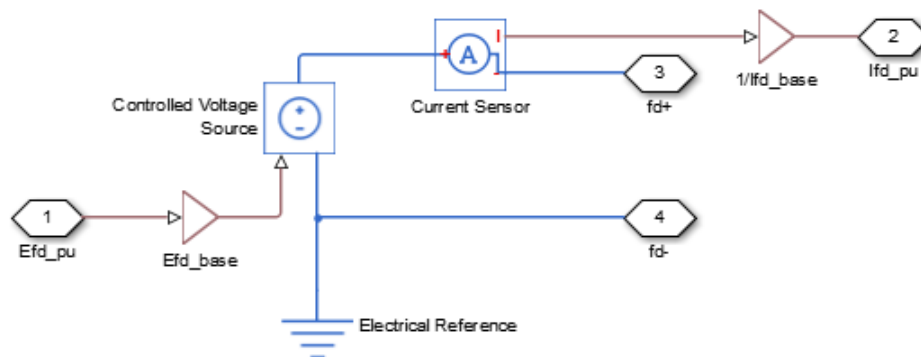 I
A
2
+
3
Ifd_pu
1/Ifd_base
Controlled Voltage
Source
Current Sensor
fd+
+
-
1
4
Efd_pu
Efd_base
fd-
Electrical Reference